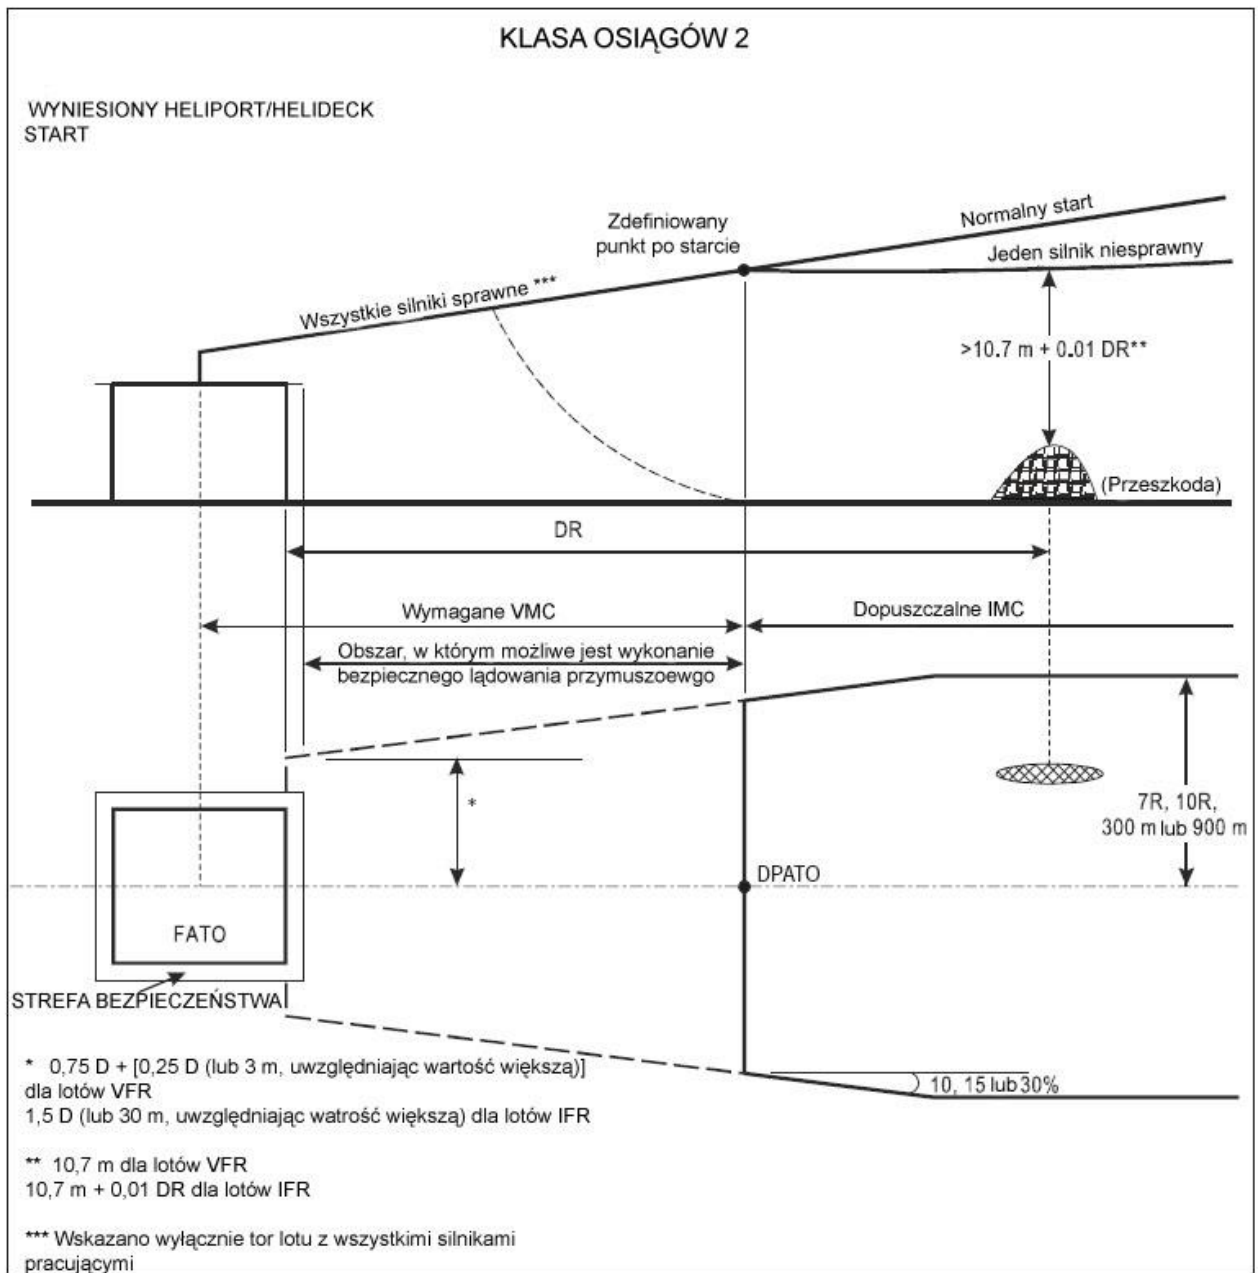 KLASA OSIĄGÓW 2
WYNIESIONY HELIPORT/HELIDECK
START
Zdefiniowany
punkt po starcie
Normalny start
Jeden silnik niesprawny
Wszystkie silniki sprawne ***
>10.7 m + 0.01 DR**
(Przeszkoda)
DR
Wymagane VMC
Dopuszczalne IMC
Obszar, w którym możliwe jest wykonanie
bezpiecznego lądowania przymuszoewgo
*
7R, 10R,
300 m lub 900 m
DPATO
FATO
STREFA BEZPIECZEŃSTWA
10, 15 lub 30%
* 0,75 D + [0,25 D (lub 3 m, uwzględniając wartość większą)]
dla lotów VFR
1,5 D (lub 30 m, uwzględniając watrość większą) dla lotów IFR
** 10,7 m dla lotów VFR
10,7 m + 0,01 DR dla lotów IFR
*** Wskazano wyłącznie tor lotu z wszystkimi silnikami
pracującymi